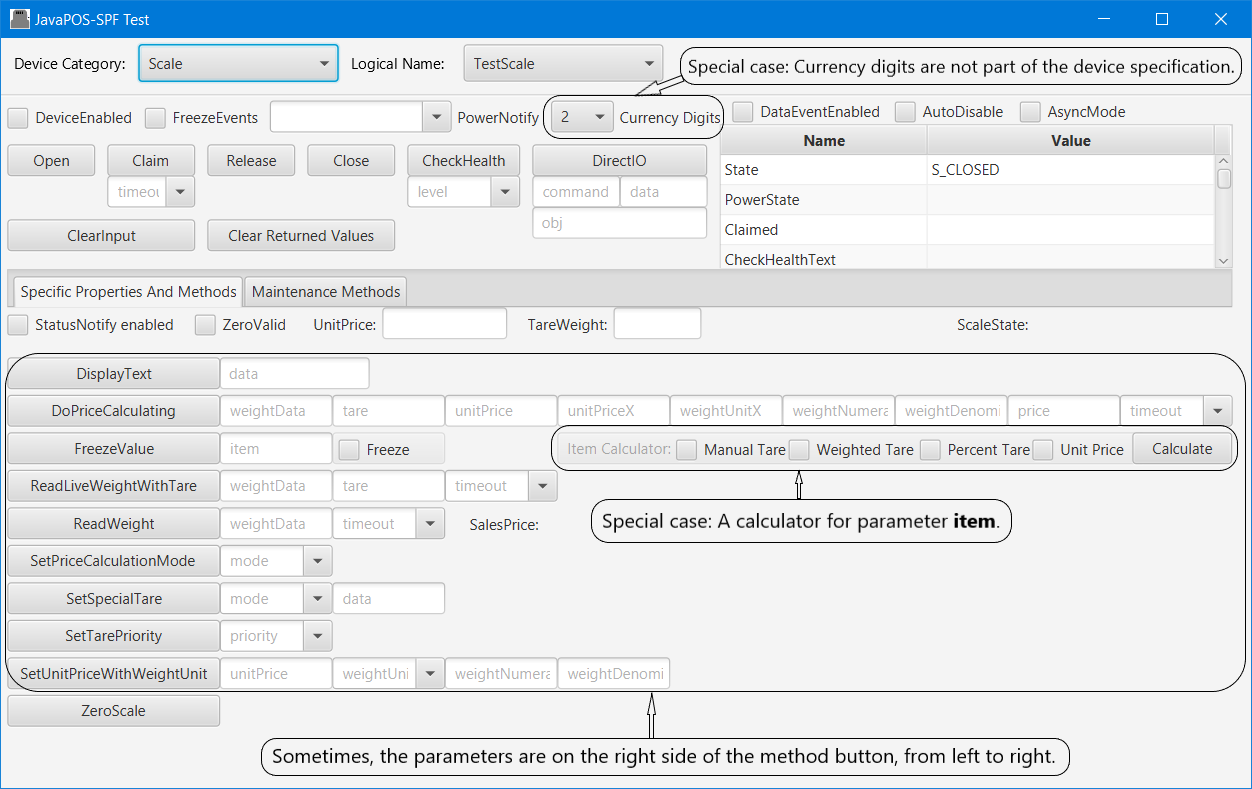 JavaPOS-SPF Test
Device Category: Scale Logical Name: TestScale
Special case: Currency digits are not part of the device specification.
DeviceEnabled FreezeEvents PowerNotify 2 Currency Digits DataEventEnabled AutoDisable AsyncMode
Name Value
Open Claim Release Close CheckHealth DirectIO
State S_CLOSED
timeou level command data
PowerState
obj
Claimed
ClearInput Clear Returned Values
CheckHealthText
Specific Properties And Methods Maintenance Methods
StatusNotify enabled ZeroValid UnitPrice: TareWeight: ScaleState:
DisplayText data
DoPriceCalculating weightData tare unitPrice unitPriceX weightUnitX weightNumera weightDenomi price timeout
FreezeValue item Freeze Item Calculator: Manual Tare Weighted Tare Percent Tare Unit Price Calculate
ReadLiveWeightWithTare weightData tare timeout
Special case: A calculator for parameter item.
ReadWeight weightData timeout SalesPrice:
SetPriceCalculationMode mode
SetSpecialTare mode data
SetTarePriority priority
SetUnitPriceWithWeightUnit unitPrice weightUni weightNumera weightDenomi
ZeroScale
Sometimes, the parameters are on the right side of the method button, from left to right.